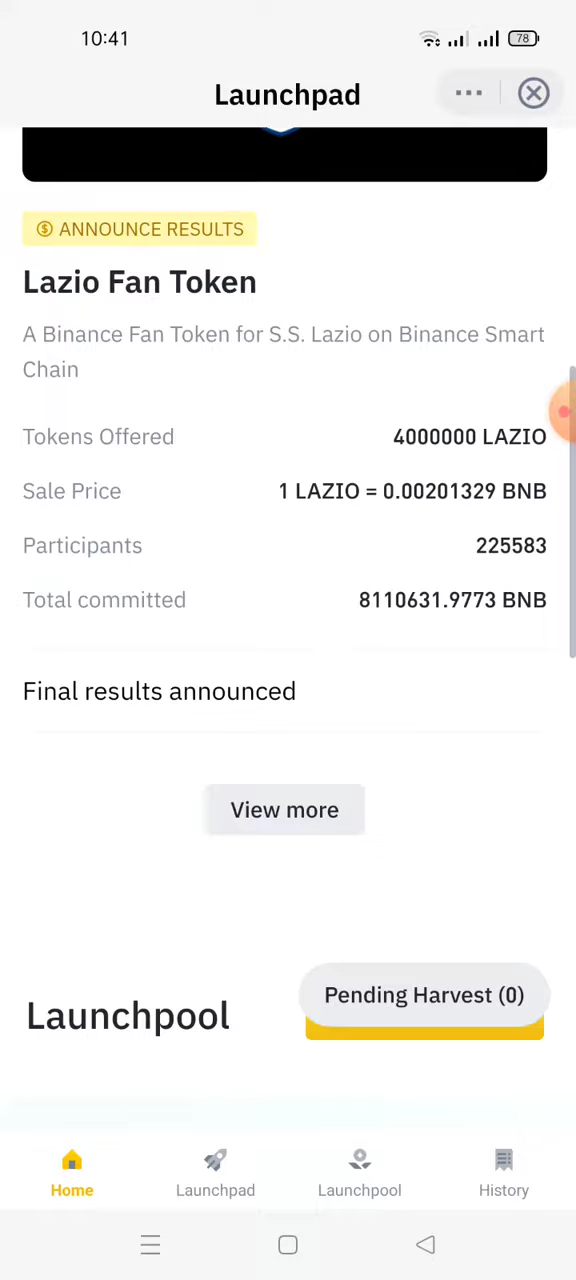 10:41
78
Launchpad
ANNOUNCE RESULTS
Lazio Fan Token
A Binance Fan Token for S.S. Lazio on Binance Smart
Chain
Tokens Offered 4000000 LAZIO
Sale Price 1 LAZIO = 0.00201329 BNB
Participants 225583
Total committed 8110631.9773 BNB
Final results announced
View more
Launchpool Pending Harvest (0)
Home Launchpad Launchpool History